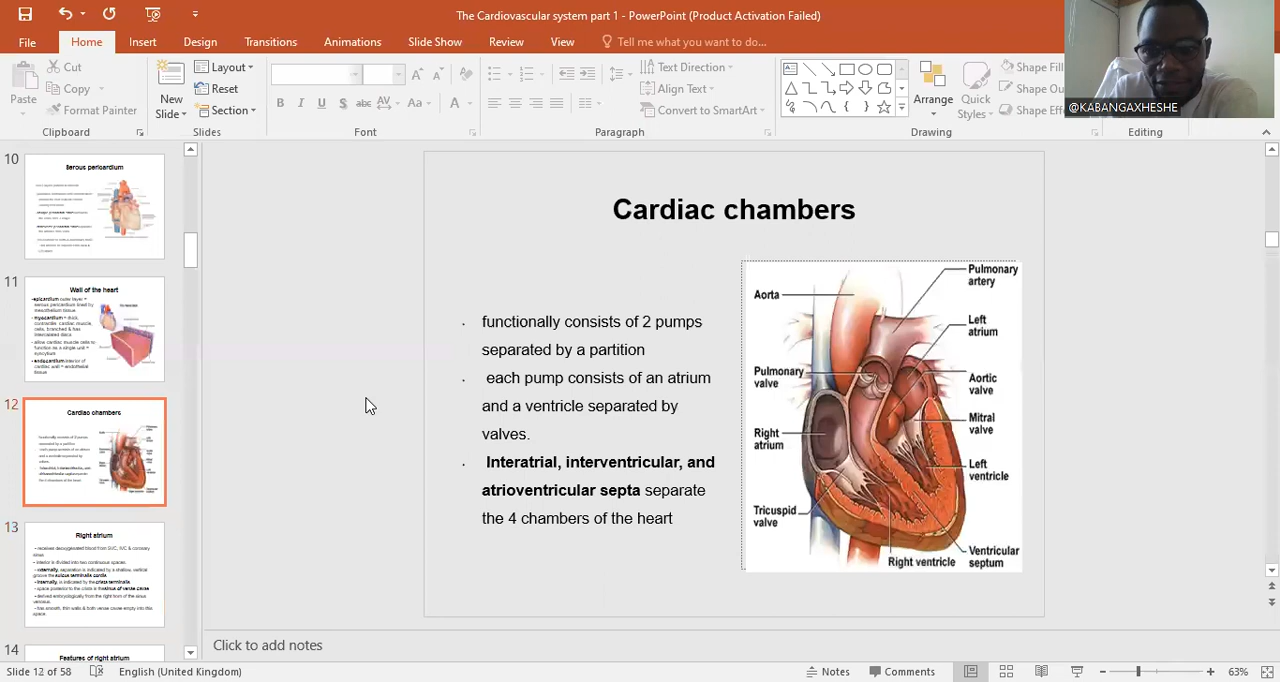 The Cardiovascular system part 1 - PowerPoint (Product Activation Failed)
File Home Insert Design Transitions Animations Slide Show Review View Tell me what you want to do...
Paste
Cut
Copy
Format Painter
Clipboard
New
Slide
Layout
Reset
Section
Slides
B I U S abc AV Aa A
Font
Text Direction
Align Text
Convert to SmartArt
Paragraph
Arrange
Quick
Styles
Shape Fill
Shape Ou
Shape Effe
Drawing
Editing
@KABANGAXHESHE
10
Serous pericardium
11
Wall of the heart
12
Cardiac chambers
13
Right atrium
14
Features of right atrium
Cardiac chambers
functionally consists of 2 pumps
separated by a partition
each pump consists of an atrium
and a ventricle separated by
valves.
Interatrial, interventricular, and
atrioventricular septa separate
the 4 chambers of the heart
Aorta
Pulmonary
artery
Left
atrium
Pulmonary
valve
Aortic
valve
Mitral
valve
Right
atrium
Left
ventricle
Tricuspid
valve
Right ventricle
Ventricular
septum
Click to add notes
Slide 12 of 58 English (United Kingdom) Notes Comments 63%